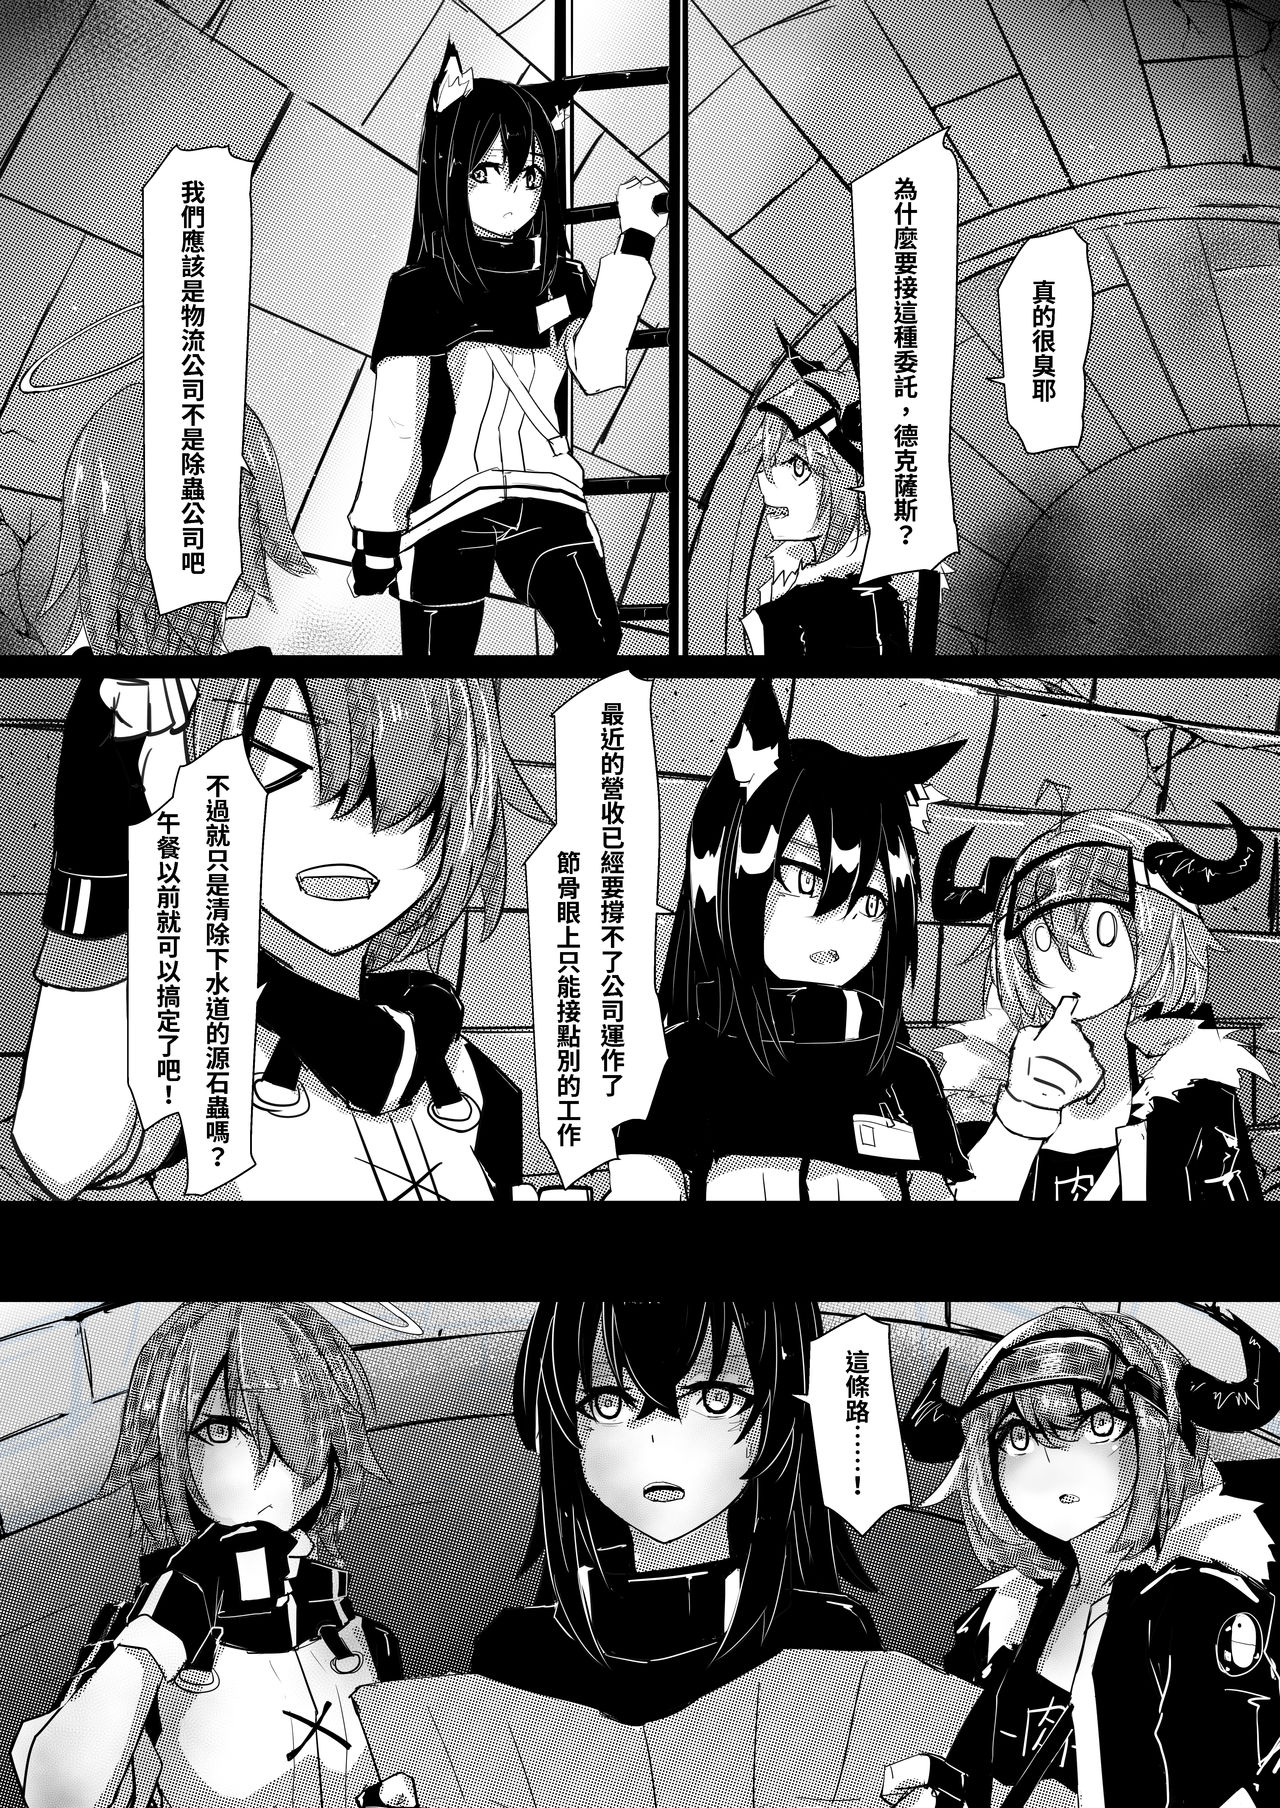 真的很臭耶
為什麼要接這種委託，德克薩斯？
我們應該是物流公司不是除蟲公司吧
最近的營收已經要撐不了公司運作了
節骨眼上只能接點別的工作
不過就只是清除下水道的源石蟲嗎？
午餐以前就可以搞定了吧！
肉
這條路……！
肉